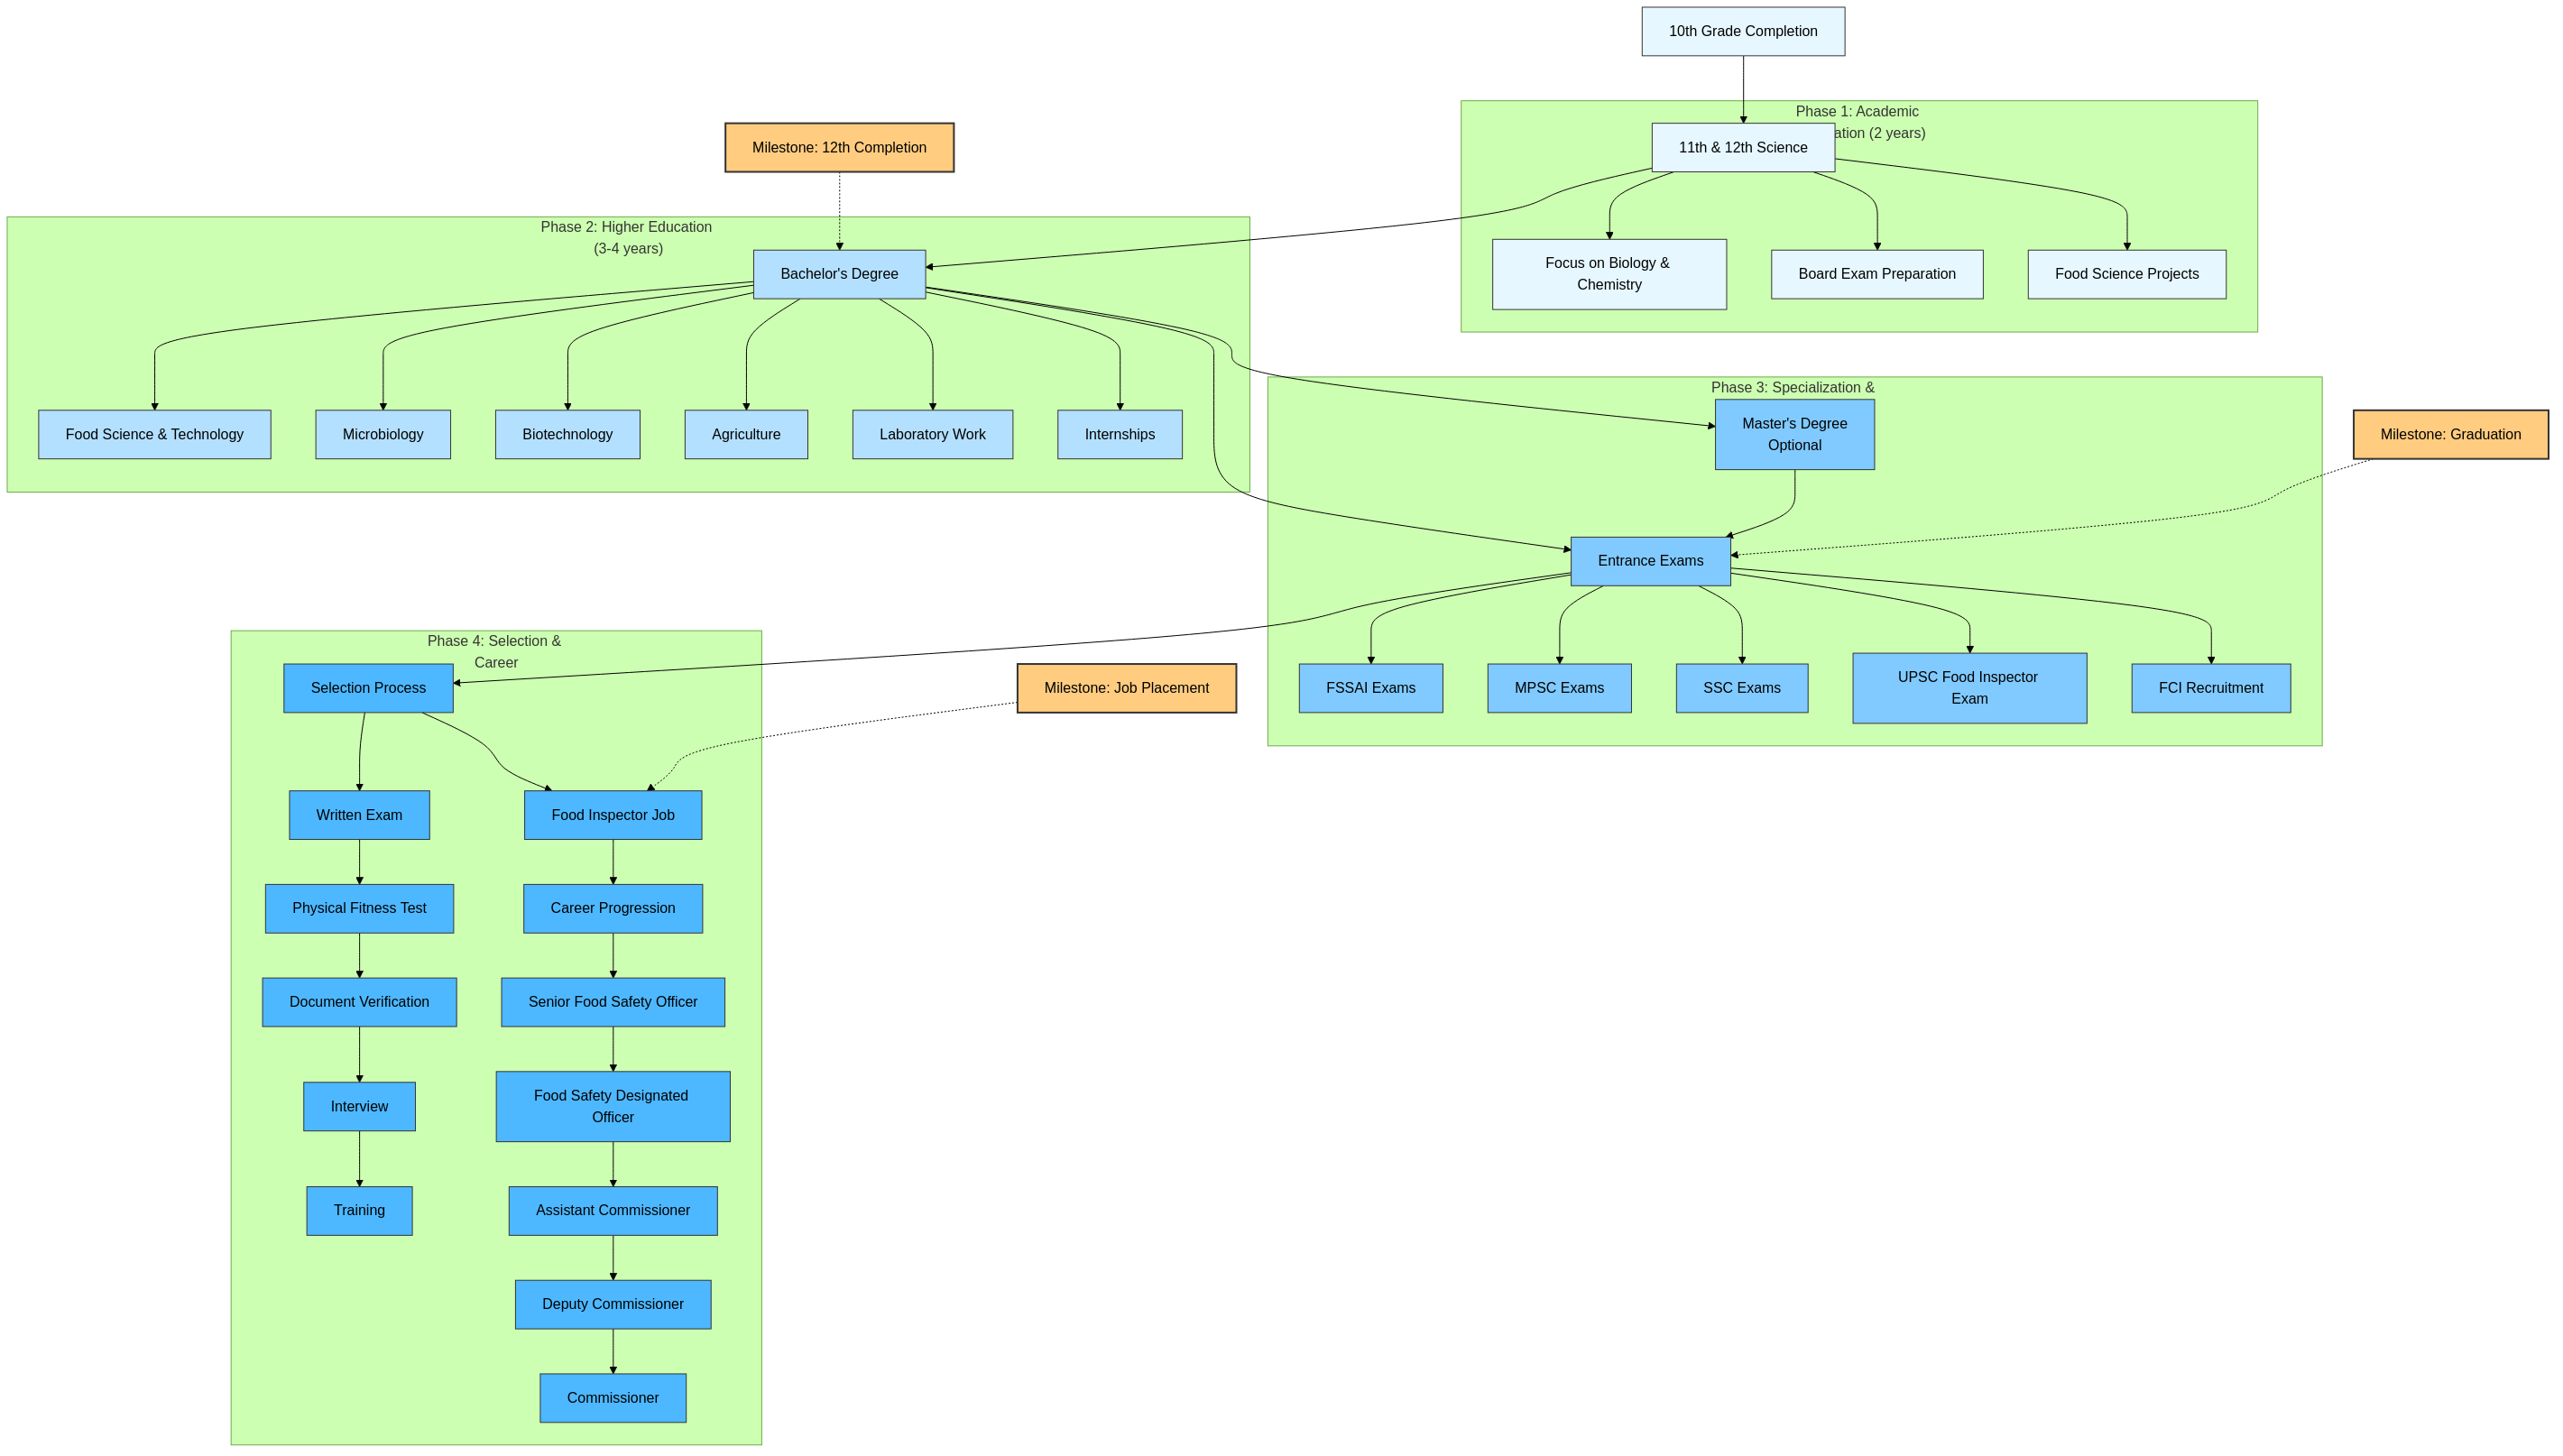 10th Grade Completion
Phase 1: Academic
ation (2 years)
11th & 12th Science
Milestone: 12th Completion
Phase 2: Higher Education
(3-4 years)
Bachelor's Degree
Focus on Biology &
Chemistry
Board Exam Preparation
Food Science Projects
Food Science & Technology
Microbiology
Biotechnology
Agriculture
Laboratory Work
Internships
Phase 3: Specialization &
Master's Degree
Optional
Milestone: Graduation
Entrance Exams
FSSAI Exams
MPSC Exams
SSC Exams
UPSC Food Inspector
Exam
FCI Recruitment
Phase 4: Selection &
Career
Selection Process
Milestone: Job Placement
Written Exam
Food Inspector Job
Physical Fitness Test
Career Progression
Document Verification
Senior Food Safety Officer
Interview
Food Safety Designated
Officer
Training
Assistant Commissioner
Deputy Commissioner
Commissioner